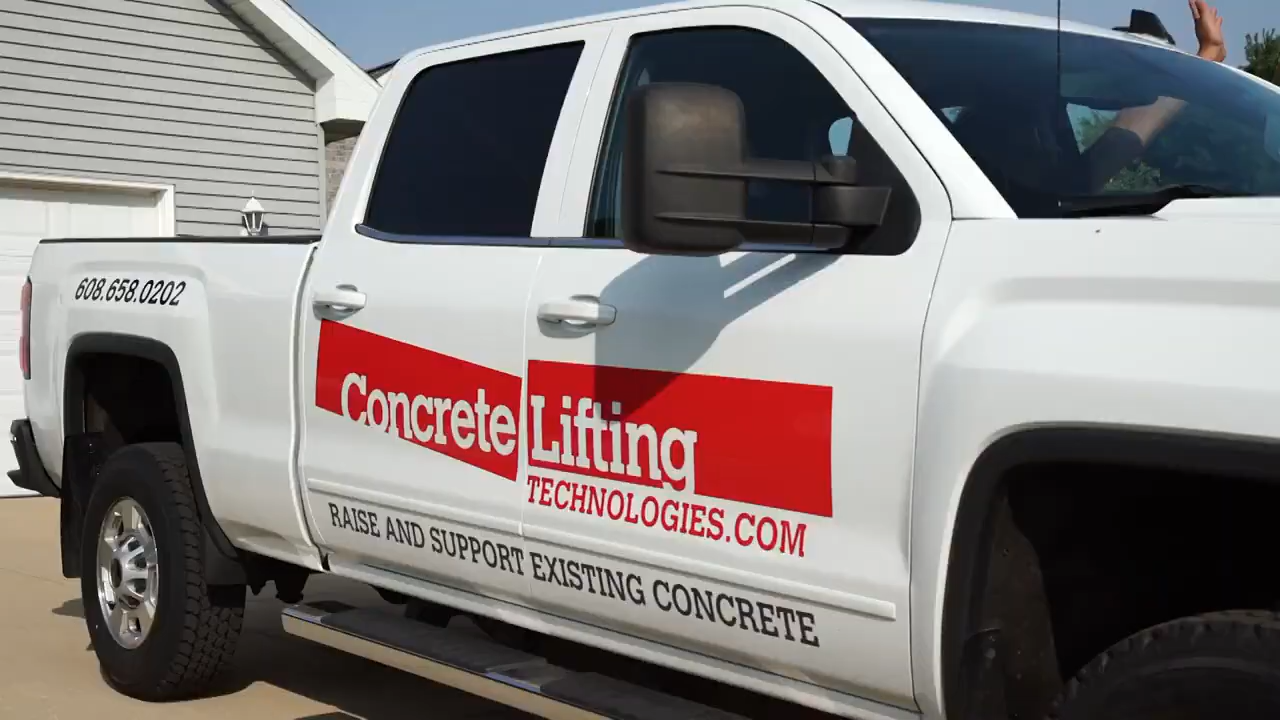 608.658.0202
Concrete Lifting
TECHNOLOGIES.COM
RAISE AND SUPPORT EXISTING CONCRETE